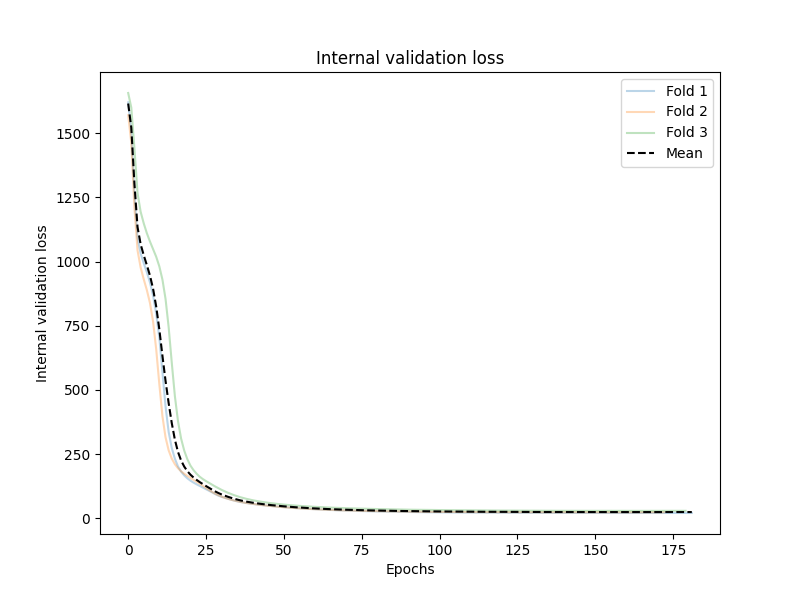 Internal validation loss
Fold 1
Fold 2
Fold 3
Mean
Internal validation loss
1500
1250
1000
750
500
250
0
0 25 50 75 100 125 150 175
Epochs